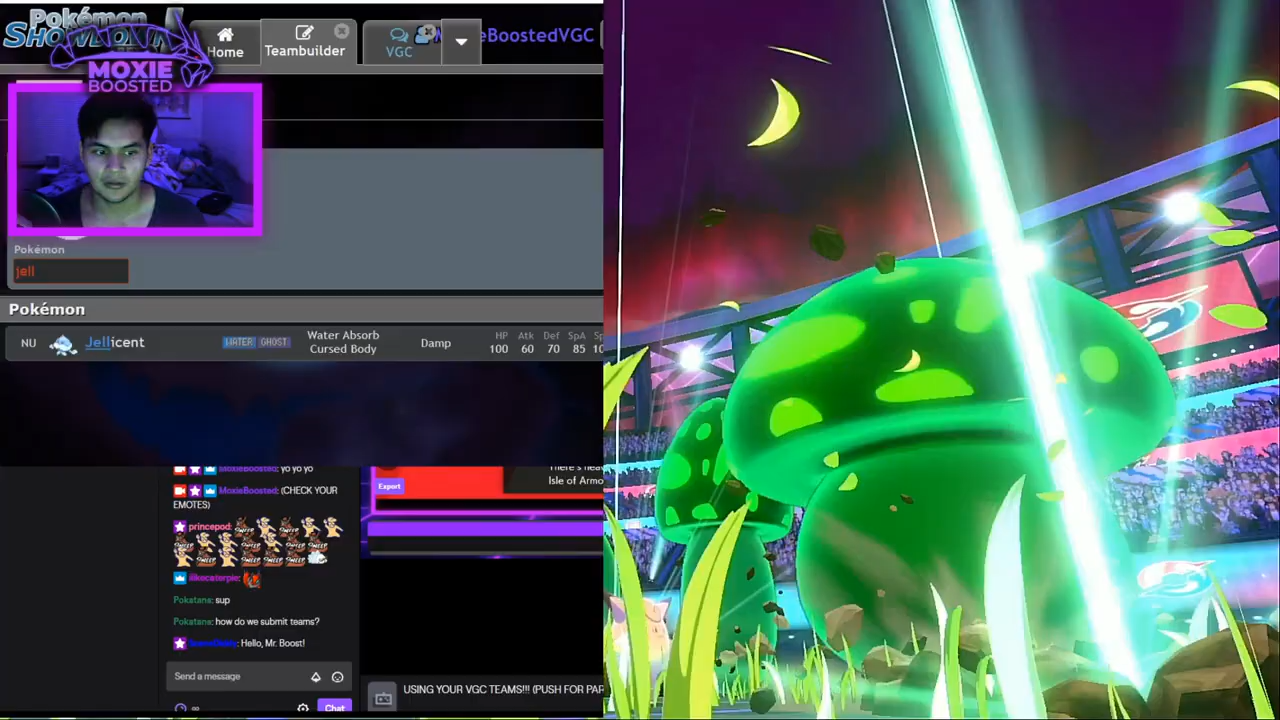 Pokémon
SHOWDOWN
Home
Teambuilder
VGC
eBoostedVGC
MOXIE
BOOSTED
Pokémon
jell
Pokémon
NU
Jellicent
WATER GHOST
Water Absorb
Cursed Body
Damp
HP Atk Def SpA
100 60 70 85
MoxieBoosted: yo yo yo
MoxieBoosted: (CHECK YOUR
EMOTES)
princepod:
ilikecaterpie:
Pokatana: sup
Pokatana: how do we submit teams?
Hello, Mr. Boost!
Send a message
Chat
Export
Isle of Armo
USING YOUR VGC TEAMS!!! (PUSH FOR PAR